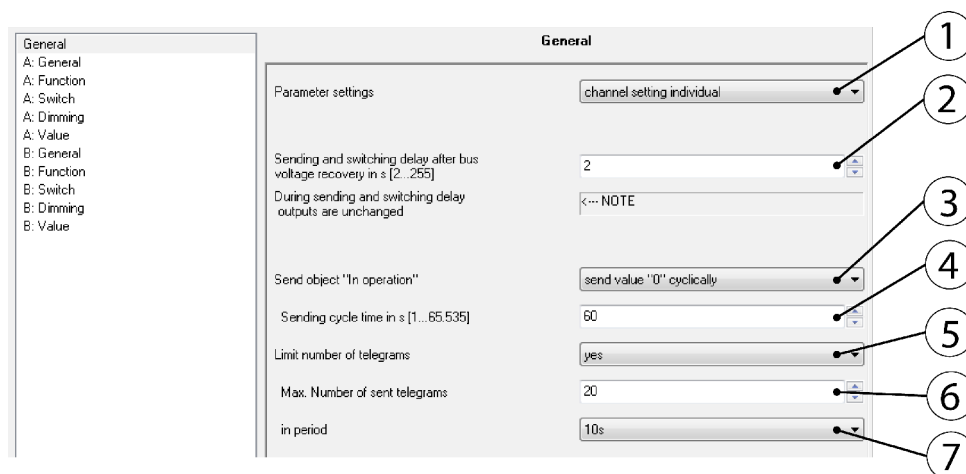 General
A: General
A: Function
A: Switch
A: Dimming
A: Value
B: General
B: Function
B: Switch
B: Dimming
B: Value
General
Parameter settings
channel setting individual
Sending and switching delay after bus
voltage recovery in s [2...255]
2
During sending and switching delay
outputs are unchanged
<--- NOTE
Send object "In operation"
send value "0" cyclically
Sending cycle time in s [1...65.535]
60
Limit number of telegrams
yes
Max. Number of sent telegrams
20
in period
10s
1
2
3
4
5
6
7